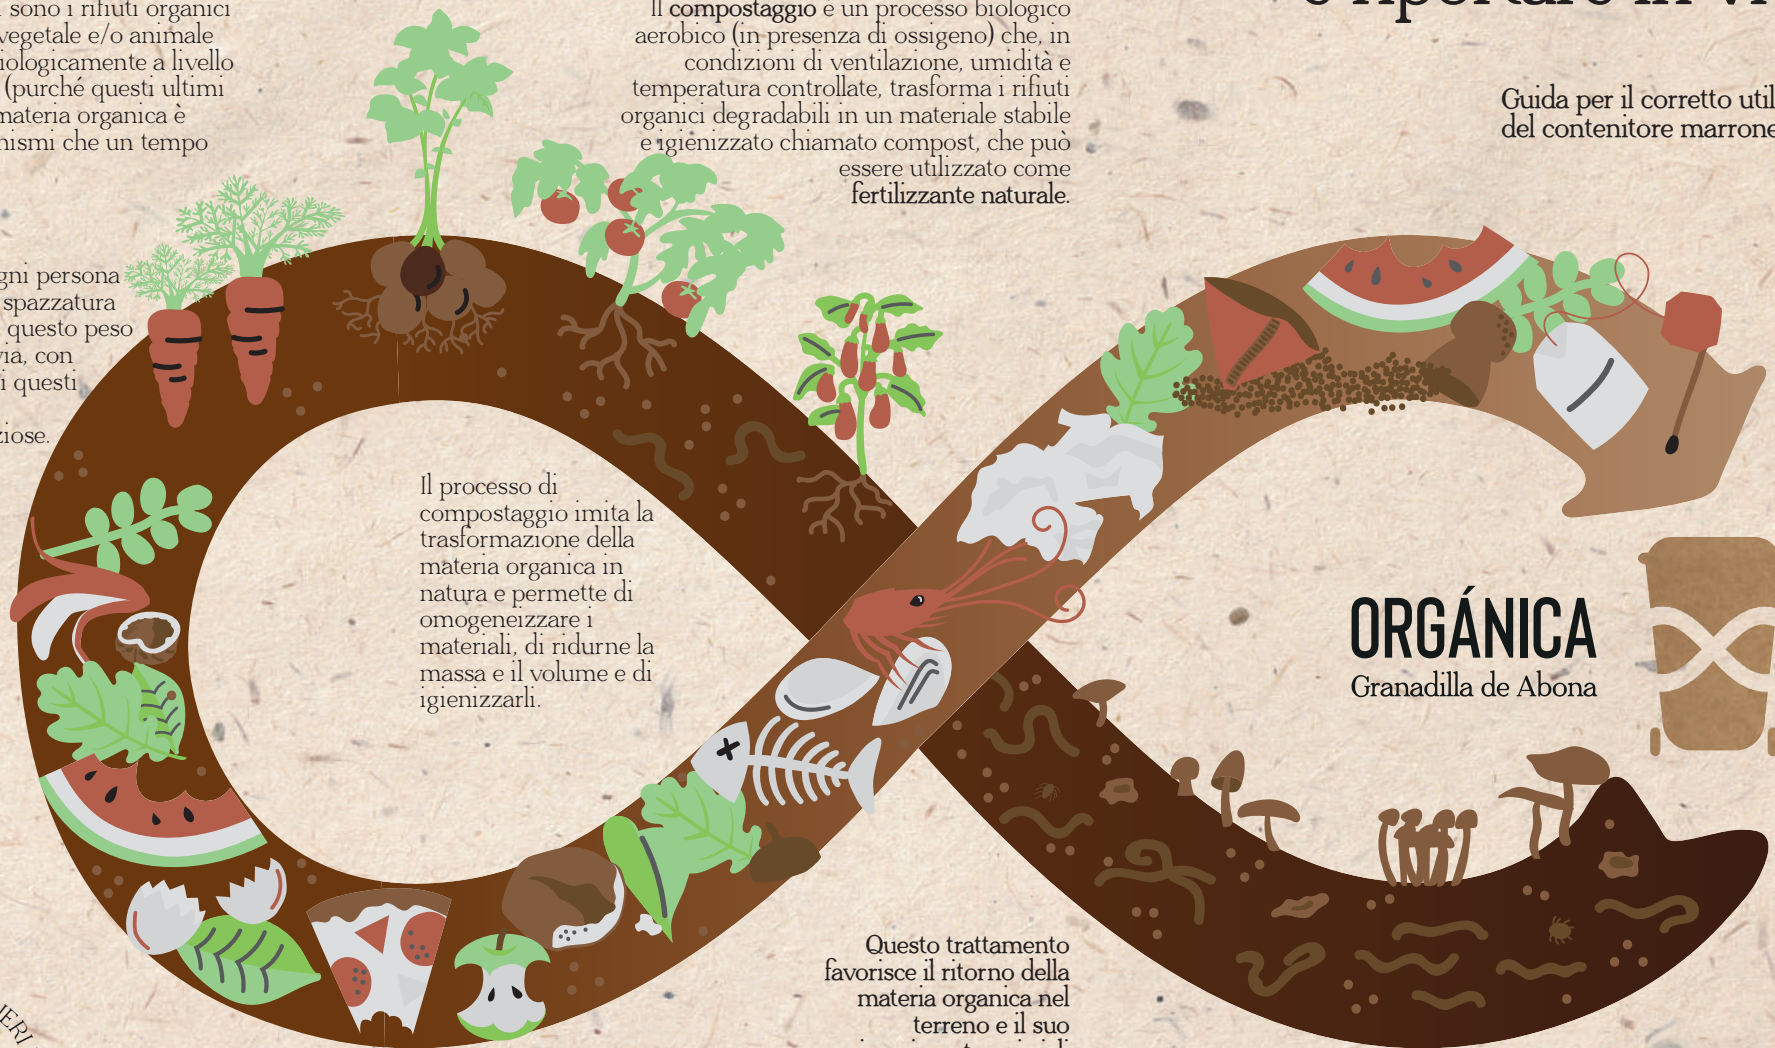 i sono i rifiuti organici
vegetale e/o animale
iologicamente a livello
(purché questi ultimi
materia organica è
nismi che un tempo
gni persona
spazzatura
questo peso
via, con
i questi
ziose.
Il compostaggio è un processo biologico
aerobico (in presenza di ossigeno) che, in
condizioni di ventilazione, umidità e
temperatura controllate, trasforma i rifiuti
organici degradabili in un materiale stabile
e igienizzato chiamato compost, che può
essere utilizzato come
fertilizzante naturale.
Guida per il corretto util
del contenitore marrone
Il processo di
compostaggio imita la
trasformazione della
materia organica in
natura e permette di
omogeneizzare i
materiali, di ridurne la
massa e il volume e di
igienizzarli.
ORGÁNICA
Granadilla de Abona
Questo trattamento
favorisce il ritorno della
materia organica nel
terreno e il suo